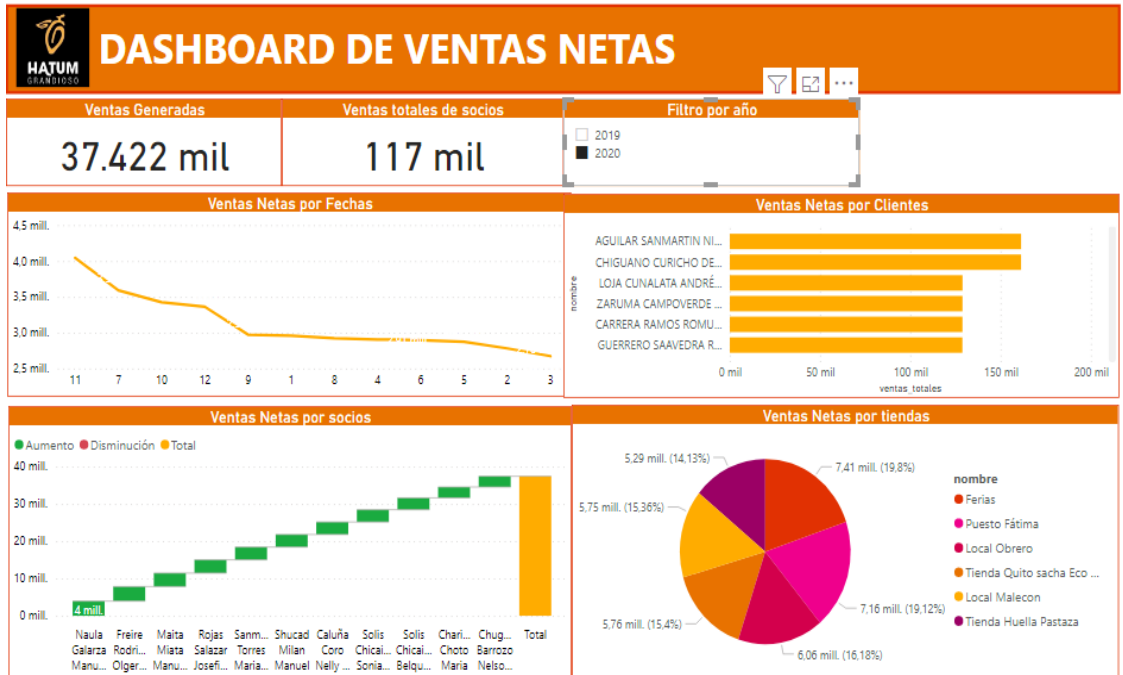 HATUM
GRANDIOSO
DASHBOARD DE VENTAS NETAS
Ventas Generadas
37.422 mil
Ventas totales de socios
117 mil
Filtro por año
2019
2020
Ventas Netas por Fechas
4,5 mill.
4,0 mill.
3,5 mill.
3,0 mill.
2,5 mill.
11 7 10 12 9 1 8 4 6 5 2 3
Ventas Netas por Clientes
nombre
AGUILAR SANMARTIN NI...
CHIGUANO CURICHO DE...
LOJA CUNALATA ANDRÉ...
ZARUMA CAMPOVERDE ...
CARRERA RAMOS ROMU...
GUERRERO SAAVEDRA R...
0 mil 50 mil 100 mil 150 mil 200 mil
ventas_totales
Ventas Netas por socios
Aumento Disminución Total
40 mill.
30 mill.
20 mill.
10 mill.
0 mill.
4 mill.
Naula Freire Maita Rojas Sanm... Shucad Caluña Solis Solis Chari... Chug... Total
Galarza Rodri... Miata Salazar Torres Milan Coro Chicai... Chicai... Choto Barrozo
Manu... Olger... Manu... Josefi... Maria... Manuel Nelly ... Sonia... Belqu... Maria Nelso...
Ventas Netas por tiendas
5,29 mill. (14,13%)
7,41 mill. (19,8%)
5,75 mill. (15,36%)
7,16 mill. (19,12%)
5,76 mill. (15,4%)
6,06 mill. (16,18%)
nombre
Ferias
Puesto Fátima
Local Obrero
Tienda Quito sacha Eco ...
Local Malecon
Tienda Huella Pastaza